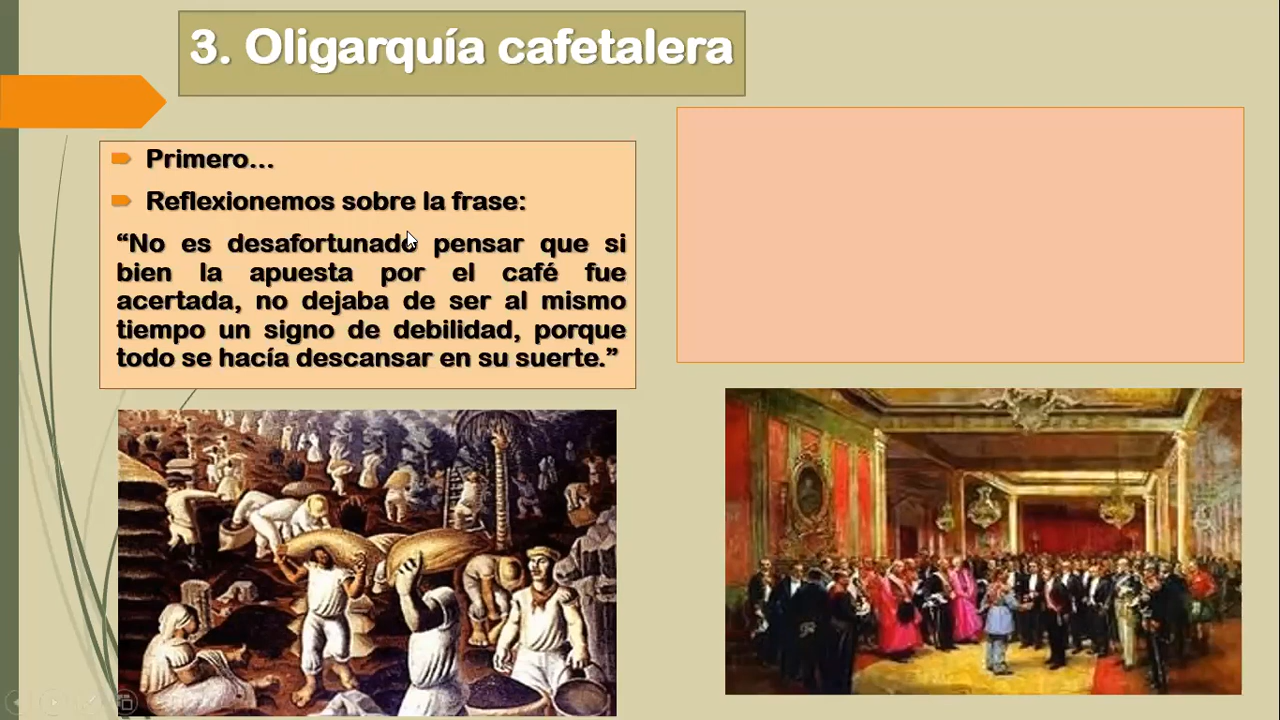 3. Oligarquía cafetalera
Primero...
Reflexionemos sobre la frase:
“No es desafortunado pensar que si
bien la apuesta por el café fue
acertada, no dejaba de ser al mismo
tiempo un signo de debilidad, porque
todo se hacía descansar en su suerte.”